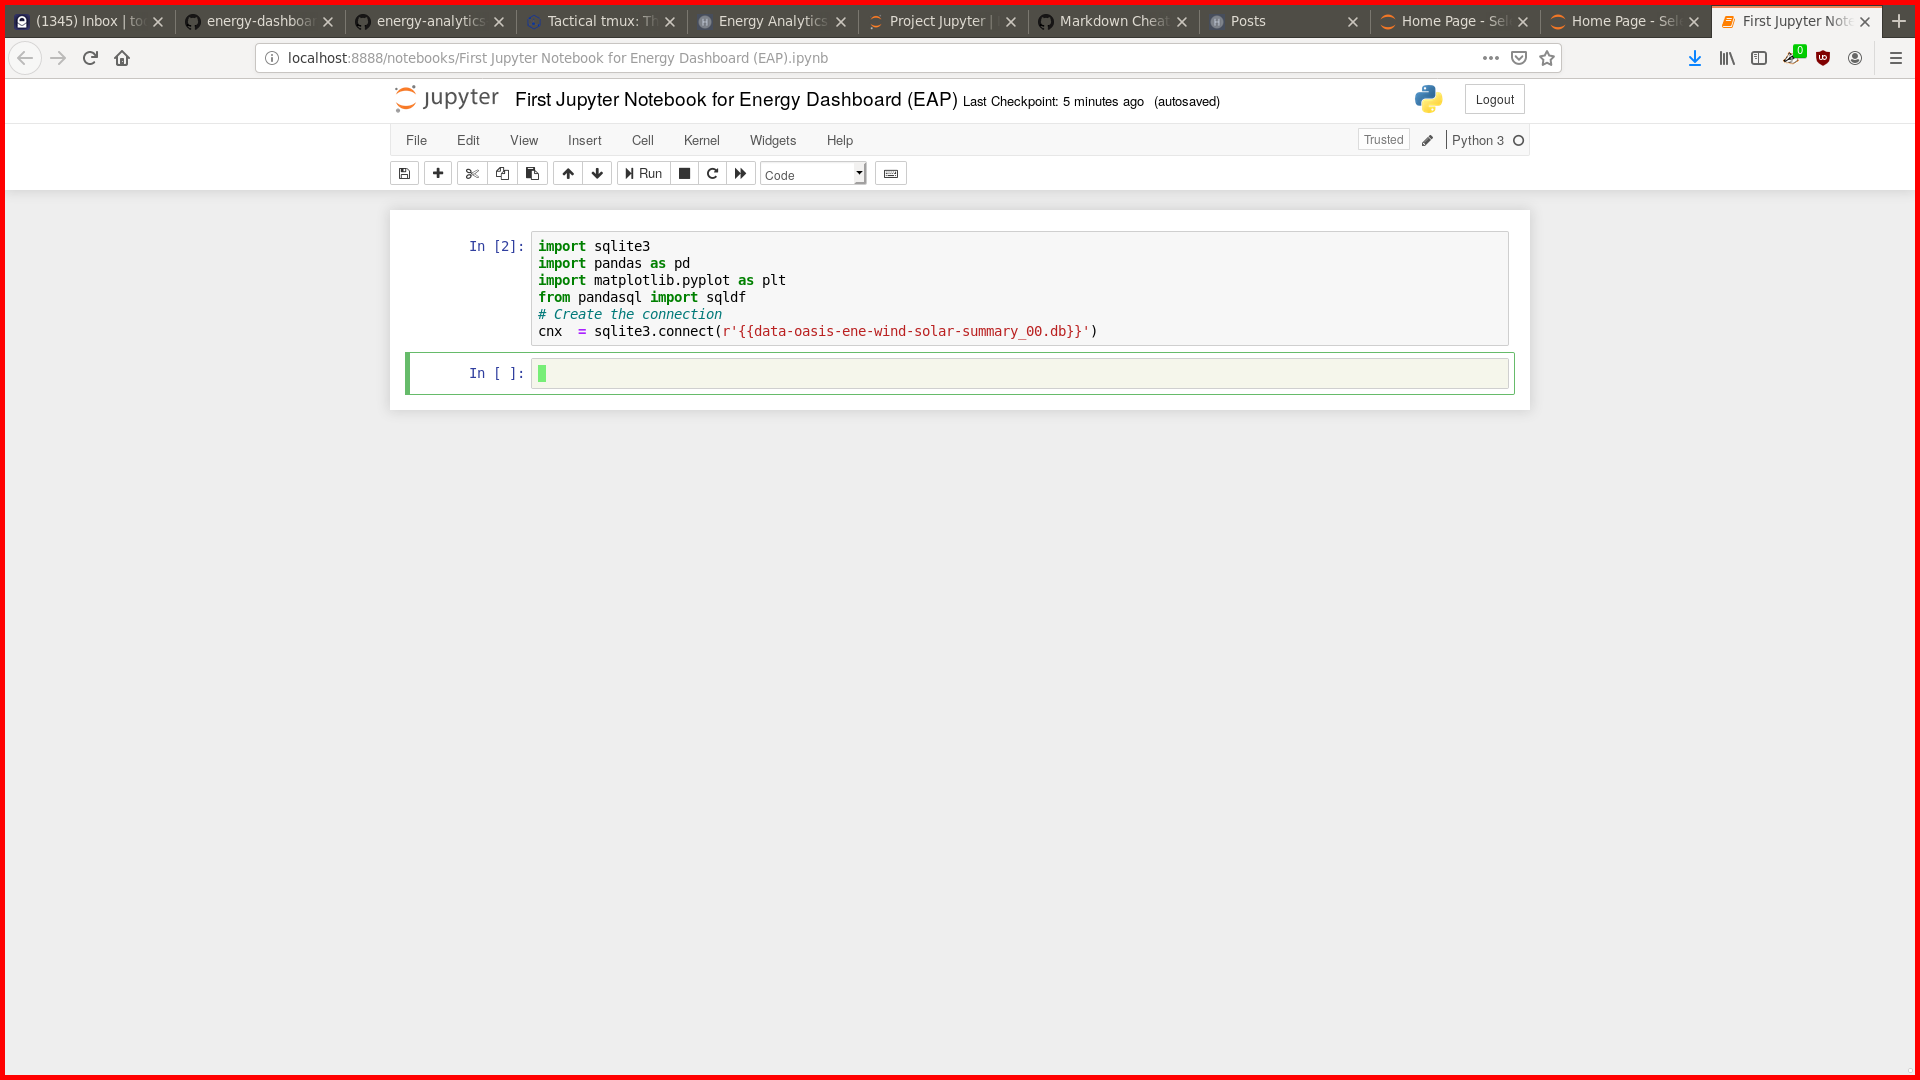 (1345) Inbox | to
energy-dashboar
energy-analytics
Tactical tmux: Th
Energy Analytics
Project Jupyter |
Markdown Cheat
Posts
Home Page - Sel
Home Page - Sel
First Jupyter Note
localhost:8888/notebooks/First Jupyter Notebook for Energy Dashboard (EAP).ipynb
0
jupyter First Jupyter Notebook for Energy Dashboard (EAP) Last Checkpoint: 5 minutes ago (autosaved)
Logout
File Edit View Insert Cell Kernel Widgets Help
Trusted
Python 3
Run
Code
In [2]:
import sqlite3
import pandas as pd
import matplotlib.pyplot as plt
from pandasql import sqldf
# Create the connection
cnx  = sqlite3.connect(r'{{data-oasis-ene-wind-solar-summary_00.db}}')
In [ ]: